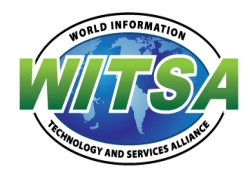 WORLD INFORMATION
WITSA
TECHNOLOGY AND SERVICES ALLIANCE